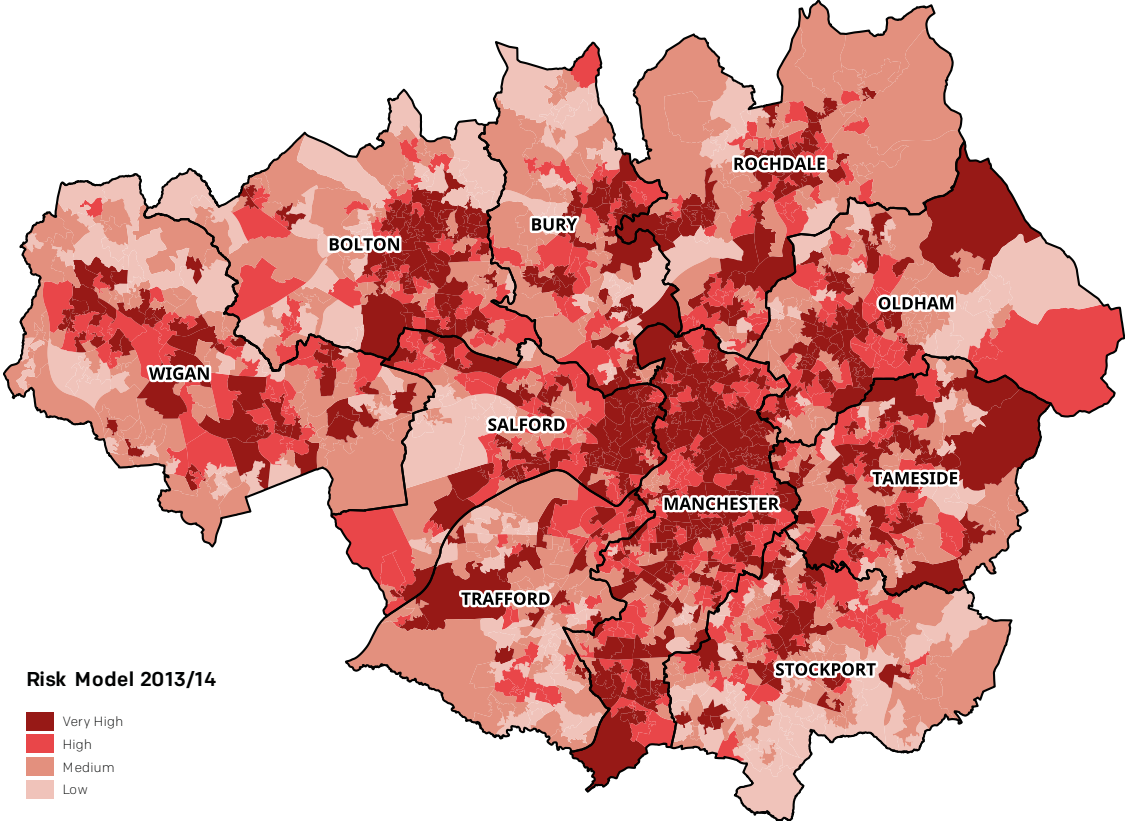 ROCHDALE
BURY
BOLTON
OLDHAM
WIGAN
SALFORD
TAMESIDE
MANCHESTER
TRAFFORD
STOCKPORT
Risk Model 2013/14
Very High
High
Medium
Low